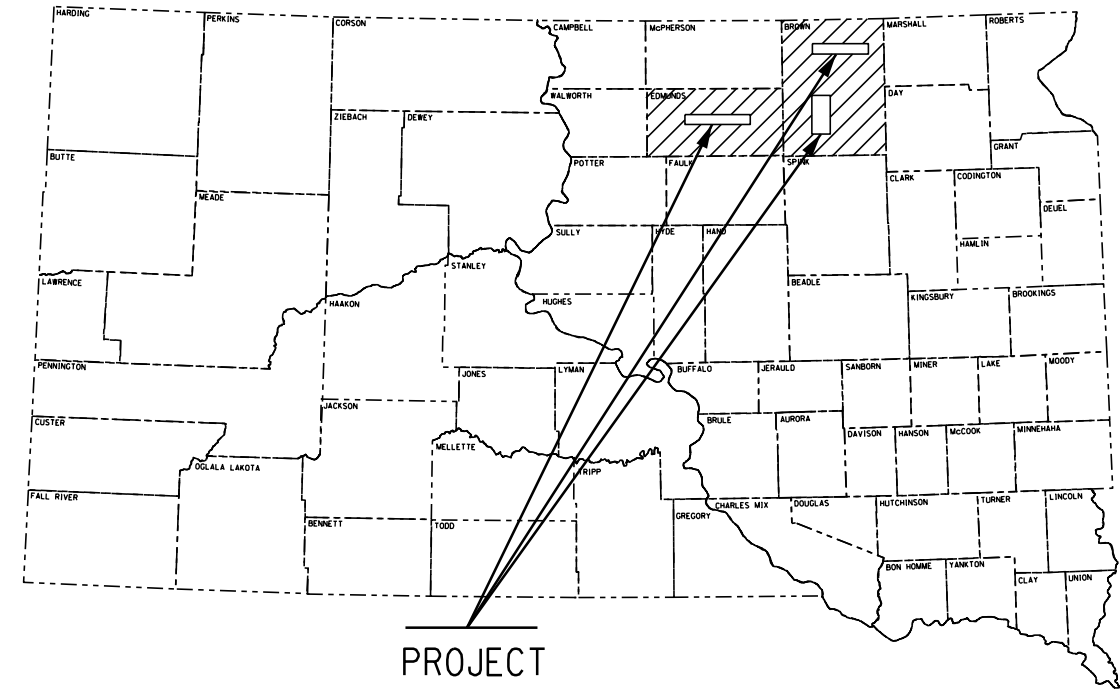 HARDING
PERKINS
CORSON
CAMPBELL
McPHERSON
BROWN
MARSHALL
ROBERTS
WALWORTH
EDMUNDS
DAY
ZIEBACH
DEWEY
GRANT
BUTTE
POTTER
FAULK
SPINK
CLARK
CODINGTON
MEADE
DEUEL
SULLY
HYDE
HAND
HAMLIN
STANLEY
LAWRENCE
BEADLE
HAAKON
HUGHES
KINGSBURY
BROOKINGS
PENNINGTON
JONES
LYMAN
BUFFALO
JERAULD
SANBORN
MINER
LAKE
MOODY
JACKSON
CUSTER
BRULE
AURORA
DAVISON
HANSON
McCOOK
MINNEHAHA
MELLETTE
OGLALA LAKOTA
TRIPP
FALL RIVER
GREGORY
CHARLES MIX
DOUGLAS
HUTCHINSON
TURNER
LINCOLN
BENNETT
TODD
BON HOMME
YANKTON
CLAY
UNION
PROJECT